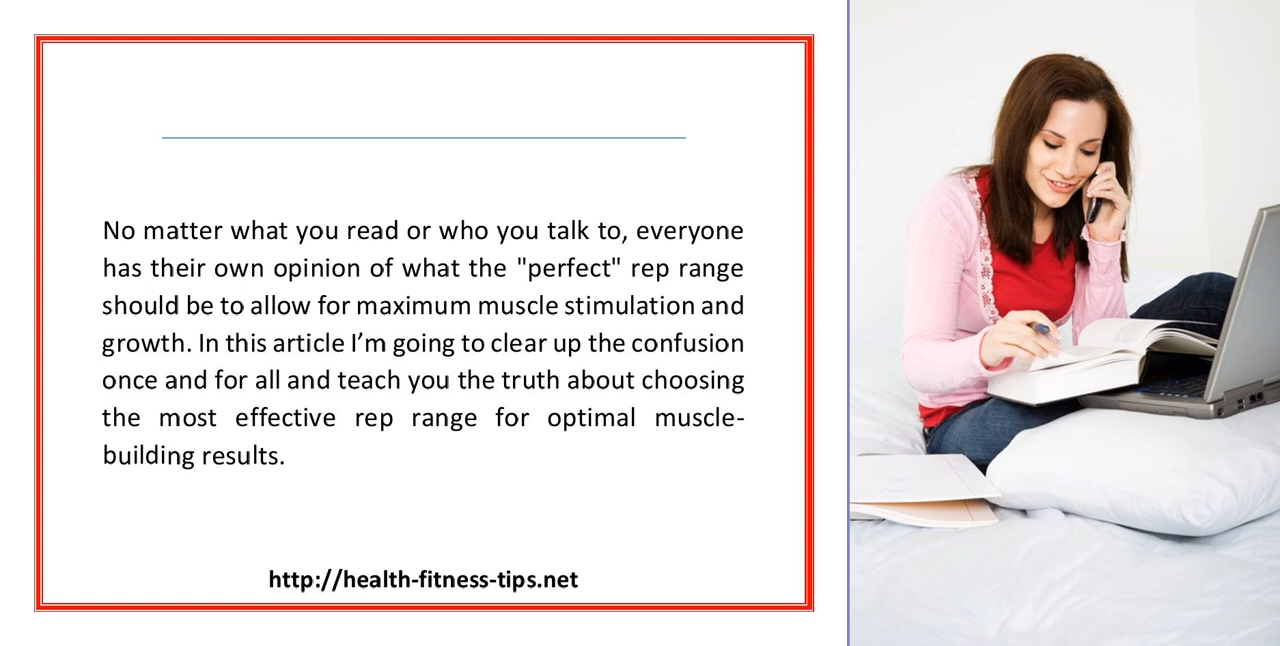 No matter what you read or who you talk to, everyone
has their own opinion of what the "perfect" rep range
should be to allow for maximum muscle stimulation and
growth. In this article I’m going to clear up the confusion
once and for all and teach you the truth about choosing
the most effective rep range for optimal muscle-
building results.
http://health-fitness-tips.net